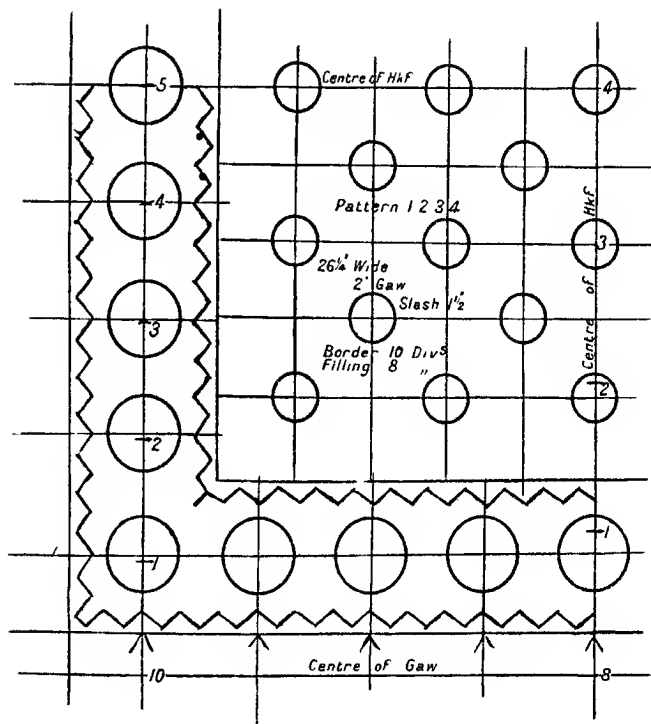 5
Centre of Hkf
4
4
Pattern 1 2 3 4
Centre of Hkf
3
26¼" Wide
2" Gaw
Slash 1½"
3
Border 10 Divs
Filling 8 "
2
2
1
1
1
Centre of Gaw
10
8